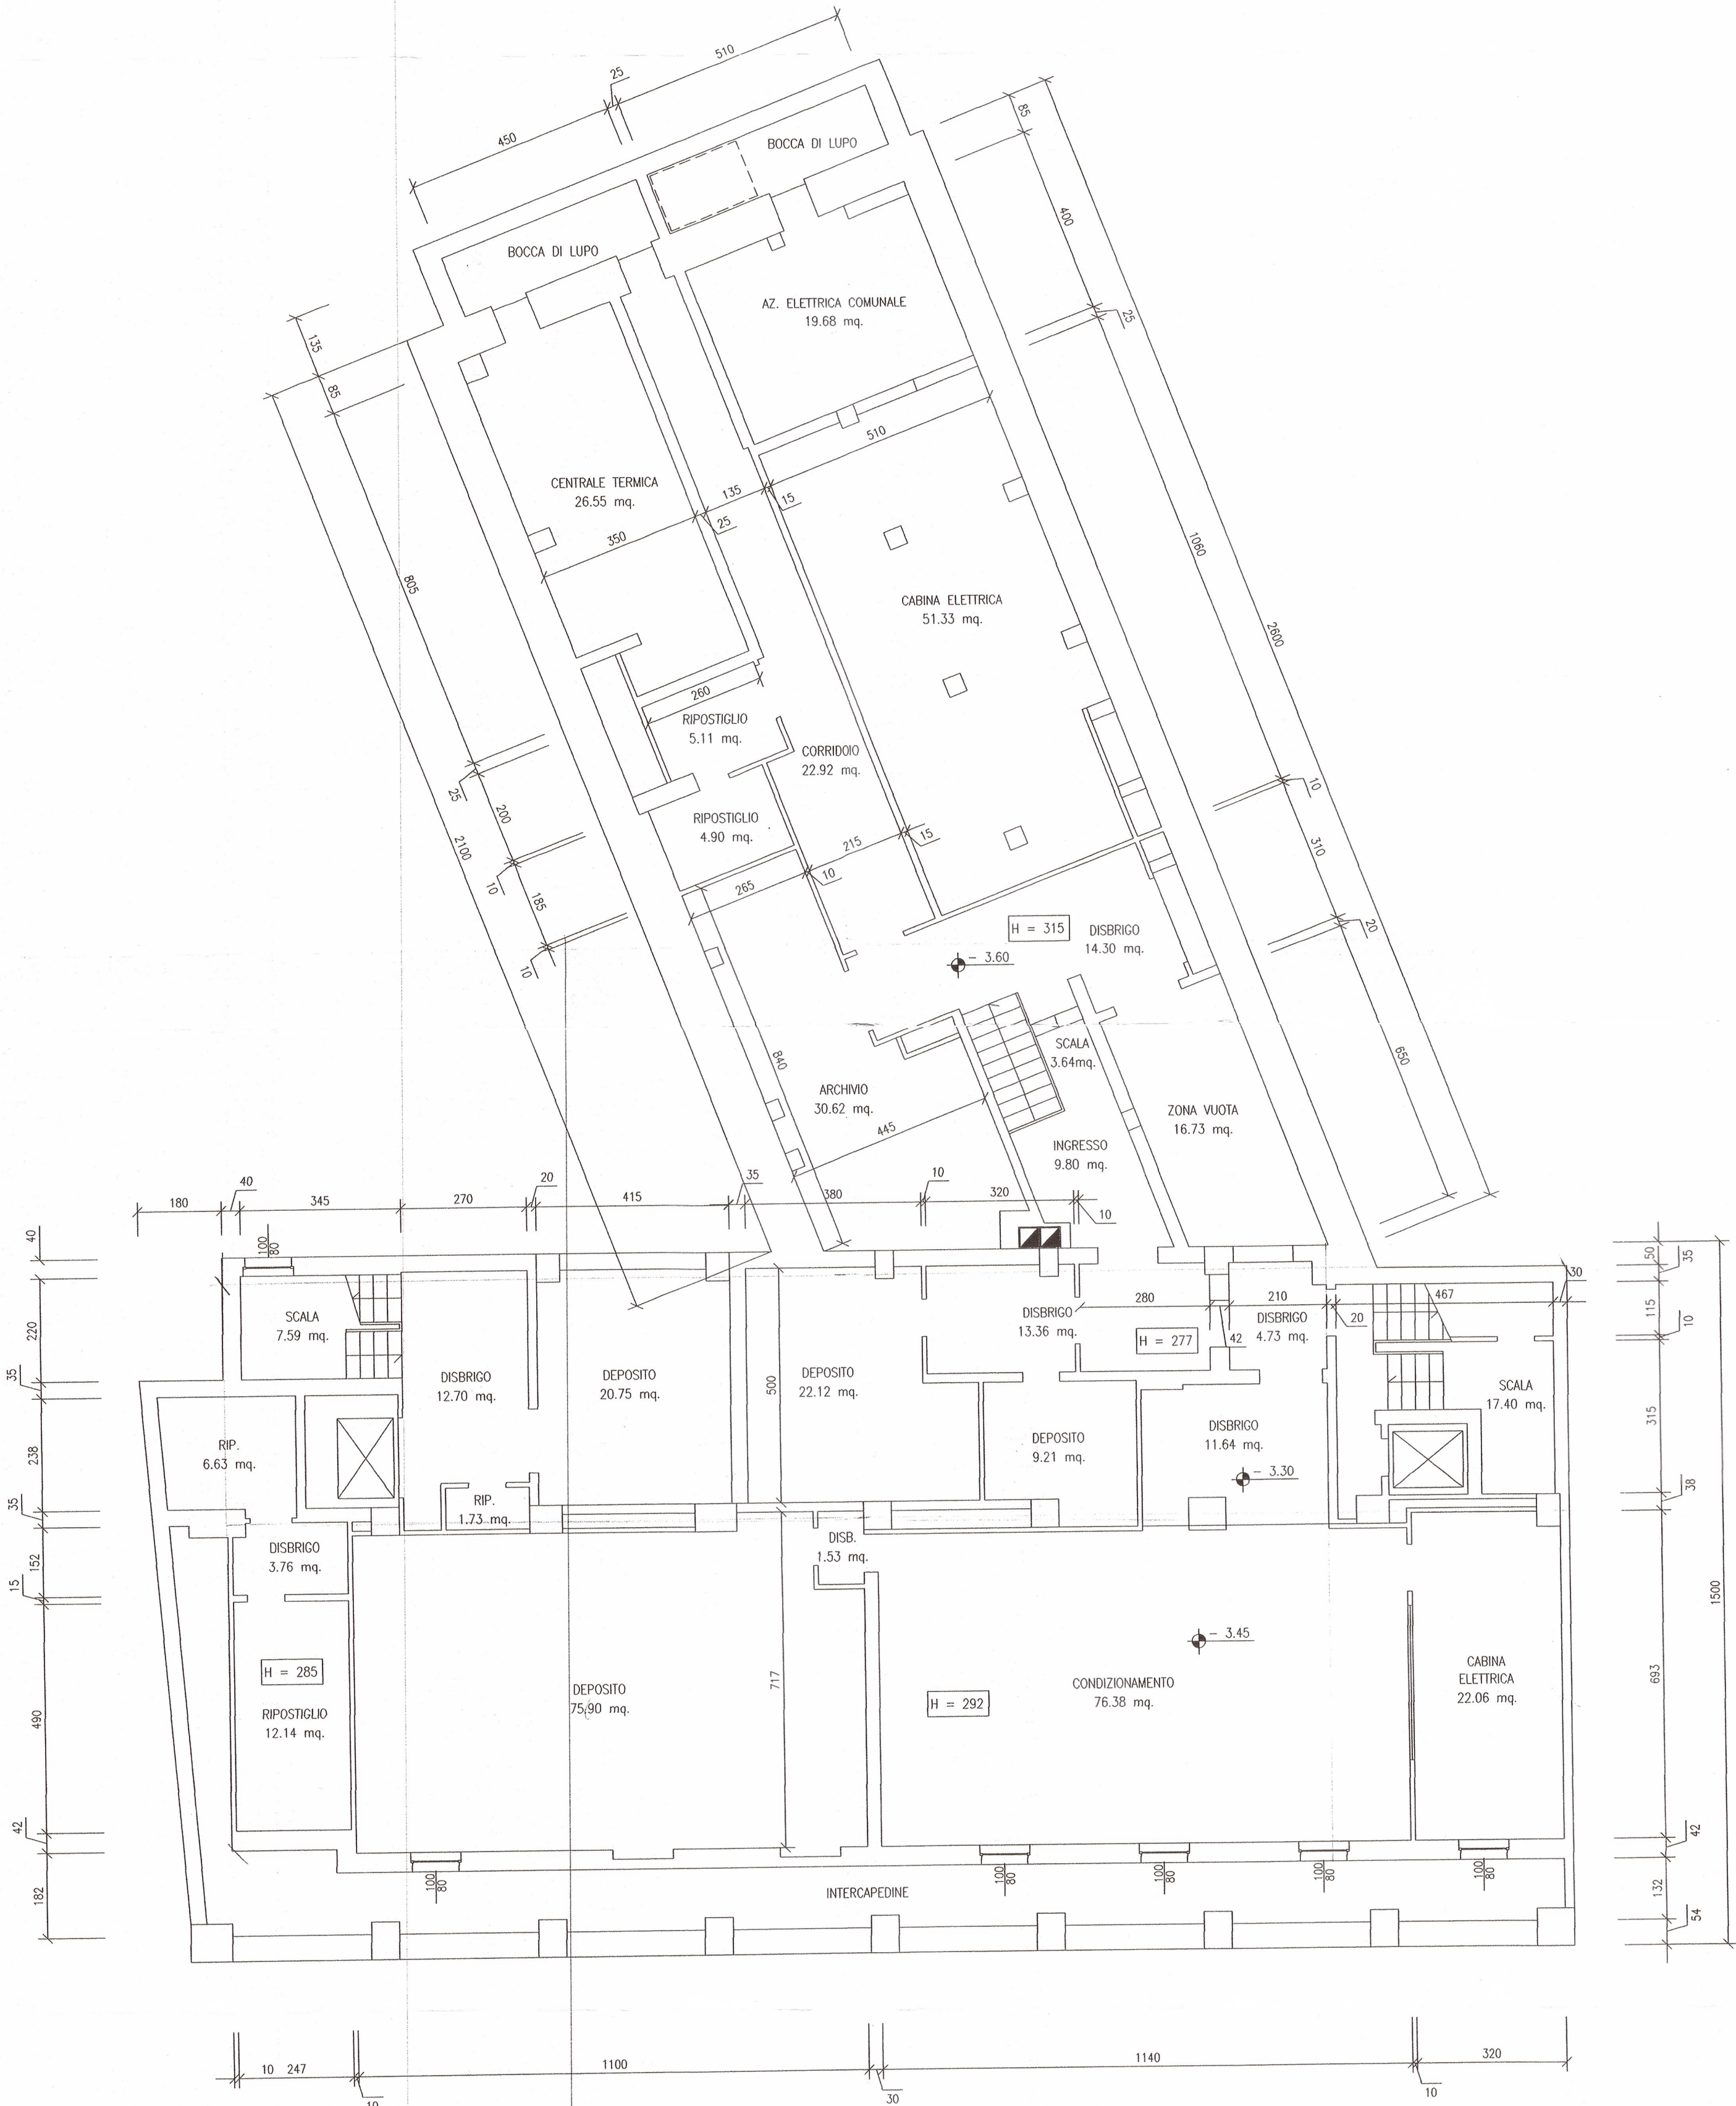 510
25
450
85
BOCCA DI LUPO
400
BOCCA DI LUPO
AZ. ELETTRICA COMUNALE
19.68 mq.
25
135
85
510
CENTRALE TERMICA
26.55 mq.
135
15
25
350
1060
805
CABINA ELETTRICA
51.33 mq.
2600
260
RIPOSTIGLIO
5.11 mq.
CORRIDOIO
22.92 mq.
25
10
200
RIPOSTIGLIO
4.90 mq.
215
15
2100
310
10
265
10
185
H = 315
DISBRIGO
14.30 mq.
20
- 3.60
10
SCALA
3.64mq.
840
650
ARCHIVIO
30.62 mq.
ZONA VUOTA
16.73 mq.
445
INGRESSO
9.80 mq.
40
20
35
10
180
345
270
415
380
320
10
40
100
80
50
35
30
SCALA
7.59 mq.
DISBRIGO
13.36 mq.
280
210
467
DISBRIGO
4.73 mq.
20
115
10
H = 277
42
220
35
DISBRIGO
12.70 mq.
DEPOSITO
20.75 mq.
500
DEPOSITO
22.12 mq.
SCALA
17.40 mq.
315
RIP.
6.63 mq.
238
DEPOSITO
9.21 mq.
DISBRIGO
11.64 mq.
- 3.30
38
35
RIP.
1.73 mq.
DISB.
1.53 mq.
DISBRIGO
3.76 mq.
152
15
1500
- 3.45
H = 285
717
CABINA
ELETTRICA
22.06 mq.
693
DEPOSITO
75.90 mq.
H = 292
CONDIZIONAMENTO
76.38 mq.
490
RIPOSTIGLIO
12.14 mq.
42
42
100
80
100
80
100
80
100
80
100
80
182
INTERCAPEDINE
132
54
10
247
1100
1140
320
10
30
10